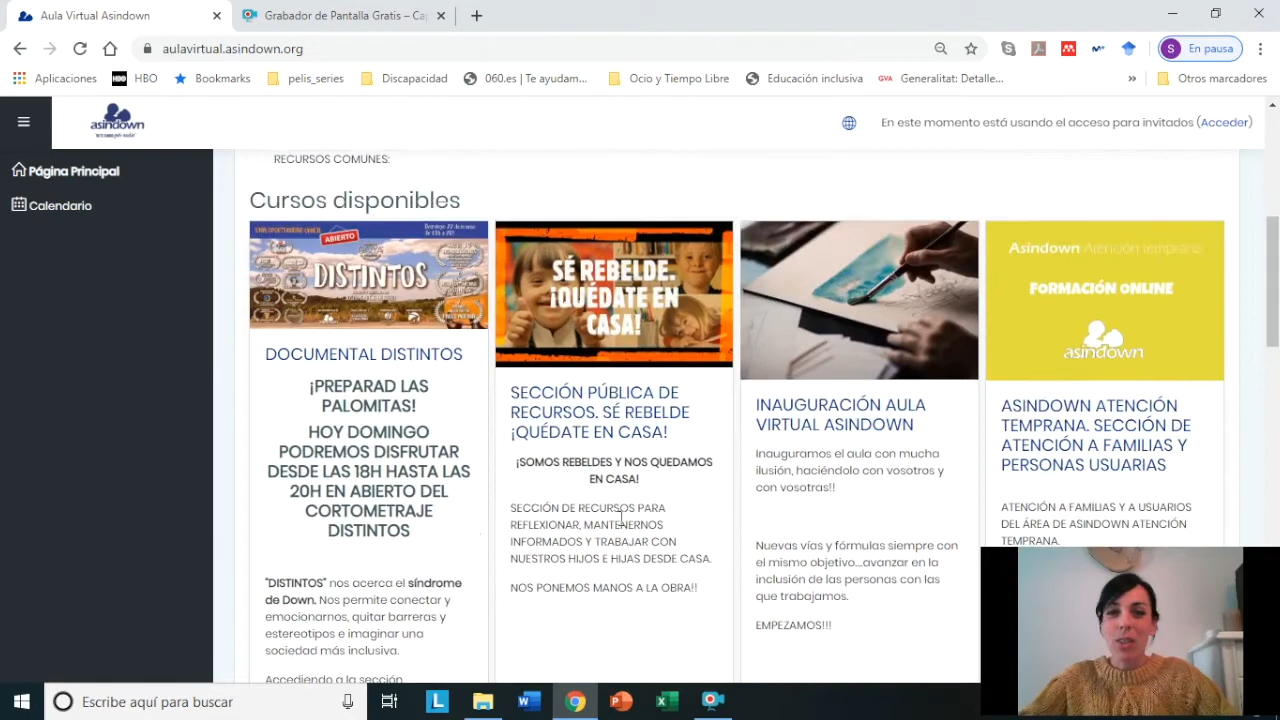 Aula Virtual Asindown
Grabador de Pantalla Gratis – Cap
aulavirtual.asindown.org
S En pausa
Aplicaciones
HBO
Bookmarks
pelis_series
Discapacidad
060.es | Te ayudam...
Ocio y Tiempo Libre
Educación inclusiva
GVA
Generalitat: Detalle...
»
Otros marcadores
asindown
En este momento está usando el acceso para invitados (Acceder)
Página Principal
Calendario
RECURSOS COMUNES:
Cursos disponibles
ABIERTO
DISTINTOS
DOCUMENTAL DISTINTOS
¡PREPARAD LAS
PALOMITAS!
HOY DOMINGO
PODREMOS DISFRUTAR
DESDE LAS 18H HASTA LAS
20H EN ABIERTO DEL
CORTOMETRAJE
DISTINTOS
"DISTINTOS" nos acerca el síndrome
de Down. Nos permite conectar y
emocionarnos, quitar barreras y
estereotipos e imaginar una
sociedad más inclusiva.
Accediendo a la sección
SÉ REBELDE.
¡QUÉDATE EN
CASA!
SECCIÓN PÚBLICA DE
RECURSOS. SÉ REBELDE
¡QUÉDATE EN CASA!
¡SOMOS REBELDES Y NOS QUEDAMOS
EN CASA!
SECCIÓN DE RECURSOS PARA
REFLEXIONAR, MANTENERNOS
INFORMADOS Y TRABAJAR CON
NUESTROS HIJOS E HIJAS DESDE CASA.
NOS PONEMOS MANOS A LA OBRA!!
INAUGURACIÓN AULA
VIRTUAL ASINDOWN
Inauguramos el aula con mucha
ilusión, haciéndolo con vosotros y
con vosotras!!
Nuevas vías y fórmulas siempre con
el mismo objetivo....avanzar en la
inclusión de las personas con las
que trabajamos.
EMPEZAMOS!!!
Asindown Atención temprana
FORMACIÓN ONLINE
asindown
ASINDOWN ATENCIÓN
TEMPRANA. SECCIÓN DE
ATENCIÓN A FAMILIAS Y
PERSONAS USUARIAS
ATENCIÓN A FAMILIAS Y A USUARIOS
DEL ÁREA DE ASINDOWN ATENCIÓN
TEMPRANA.
Escribe aquí para buscar